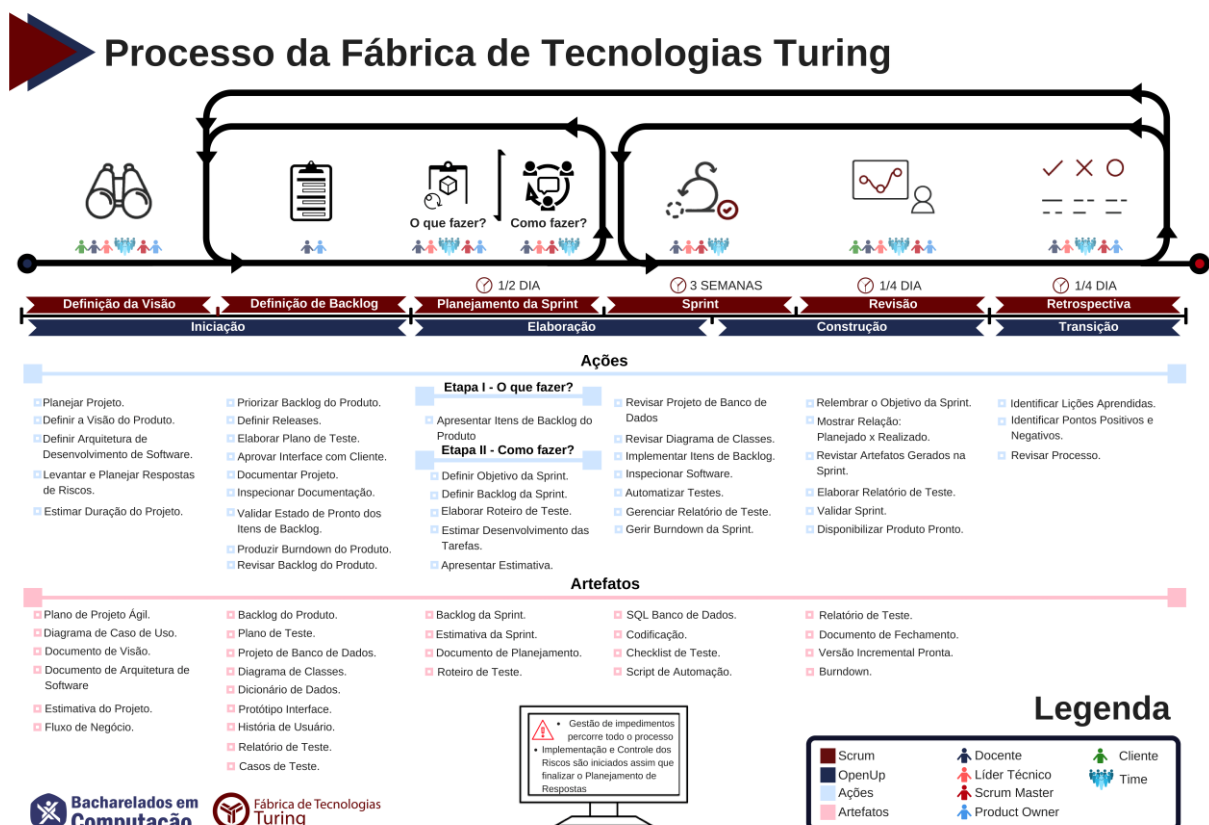 Processo da Fábrica de Tecnologias Turing
O que fazer?
Como fazer?
1/2 DIA
3 SEMANAS
1/4 DIA
1/4 DIA
Definição da Visão
Definição de Backlog
Planejamento da Sprint
Sprint
Revisão
Retrospectiva
Iniciação
Elaboração
Construção
Transição
Ações
Planejar Projeto.
Definir a Visão do Produto.
Definir Arquitetura de
Desenvolvimento de Software.
Levantar e Planejar Respostas
de Riscos.
Estimar Duração do Projeto.
Priorizar Backlog do Produto.
Definir Releases.
Elaborar Plano de Teste.
Aprovar Interface com Cliente.
Documentar Projeto.
Inspecionar Documentação.
Validar Estado de Pronto dos
Itens de Backlog.
Produzir Burndown do Produto.
Revisar Backlog do Produto.
Etapa I - O que fazer?
Apresentar Itens de Backlog do
Produto
Etapa II - Como fazer?
Definir Objetivo da Sprint.
Definir Backlog da Sprint.
Elaborar Roteiro de Teste.
Estimar Desenvolvimento das
Tarefas.
Apresentar Estimativa.
Revisar Projeto de Banco de
Dados
Revisar Diagrama de Classes.
Implementar Itens de Backlog.
Inspecionar Software.
Automatizar Testes.
Gerenciar Relatório de Teste.
Gerir Burndown da Sprint.
Relembrar o Objetivo da Sprint.
Mostrar Relação:
Planejado x Realizado.
Revistar Artefatos Gerados na
Sprint.
Elaborar Relatório de Teste.
Validar Sprint.
Disponibilizar Produto Pronto.
Identificar Lições Aprendidas.
Identificar Pontos Positivos e
Negativos.
Revisar Processo.
Artefatos
Plano de Projeto Ágil.
Diagrama de Caso de Uso.
Documento de Visão.
Documento de Arquitetura de
Software
Estimativa do Projeto.
Fluxo de Negócio.
Backlog do Produto.
Plano de Teste.
Projeto de Banco de Dados.
Diagrama de Classes.
Dicionário de Dados.
Protótipo Interface.
História de Usuário.
Relatório de Teste.
Casos de Teste.
Backlog da Sprint.
Estimativa da Sprint.
Documento de Planejamento.
Roteiro de Teste.
SQL Banco de Dados.
Codificação.
Checklist de Teste.
Script de Automação.
Relatório de Teste.
Documento de Fechamento.
Versão Incremental Pronta.
Burndown.
• Gestão de impedimentos
percorre todo o processo
• Implementação e Controle dos
Riscos são iniciados assim que
finalizar o Planejamento de
Respostas
Legenda
Scrum
OpenUp
Ações
Artefatos
Docente
Líder Técnico
Scrum Master
Product Owner
Cliente
Time
Bacharelados em
Computação
Fábrica de Tecnologias
Turing